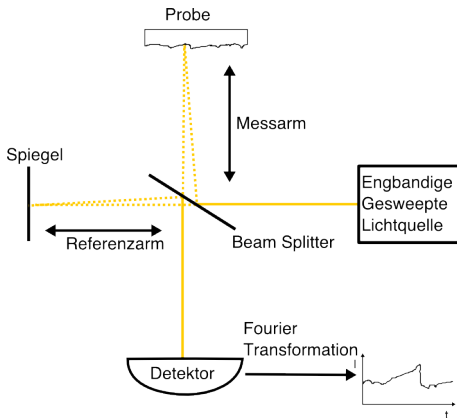 Probe
Messarm
Spiegel
Engbandige
Gesweepte
Lichtquelle
Referenzarm
Beam Splitter
Fourier
Transformation
Detektor
I
t